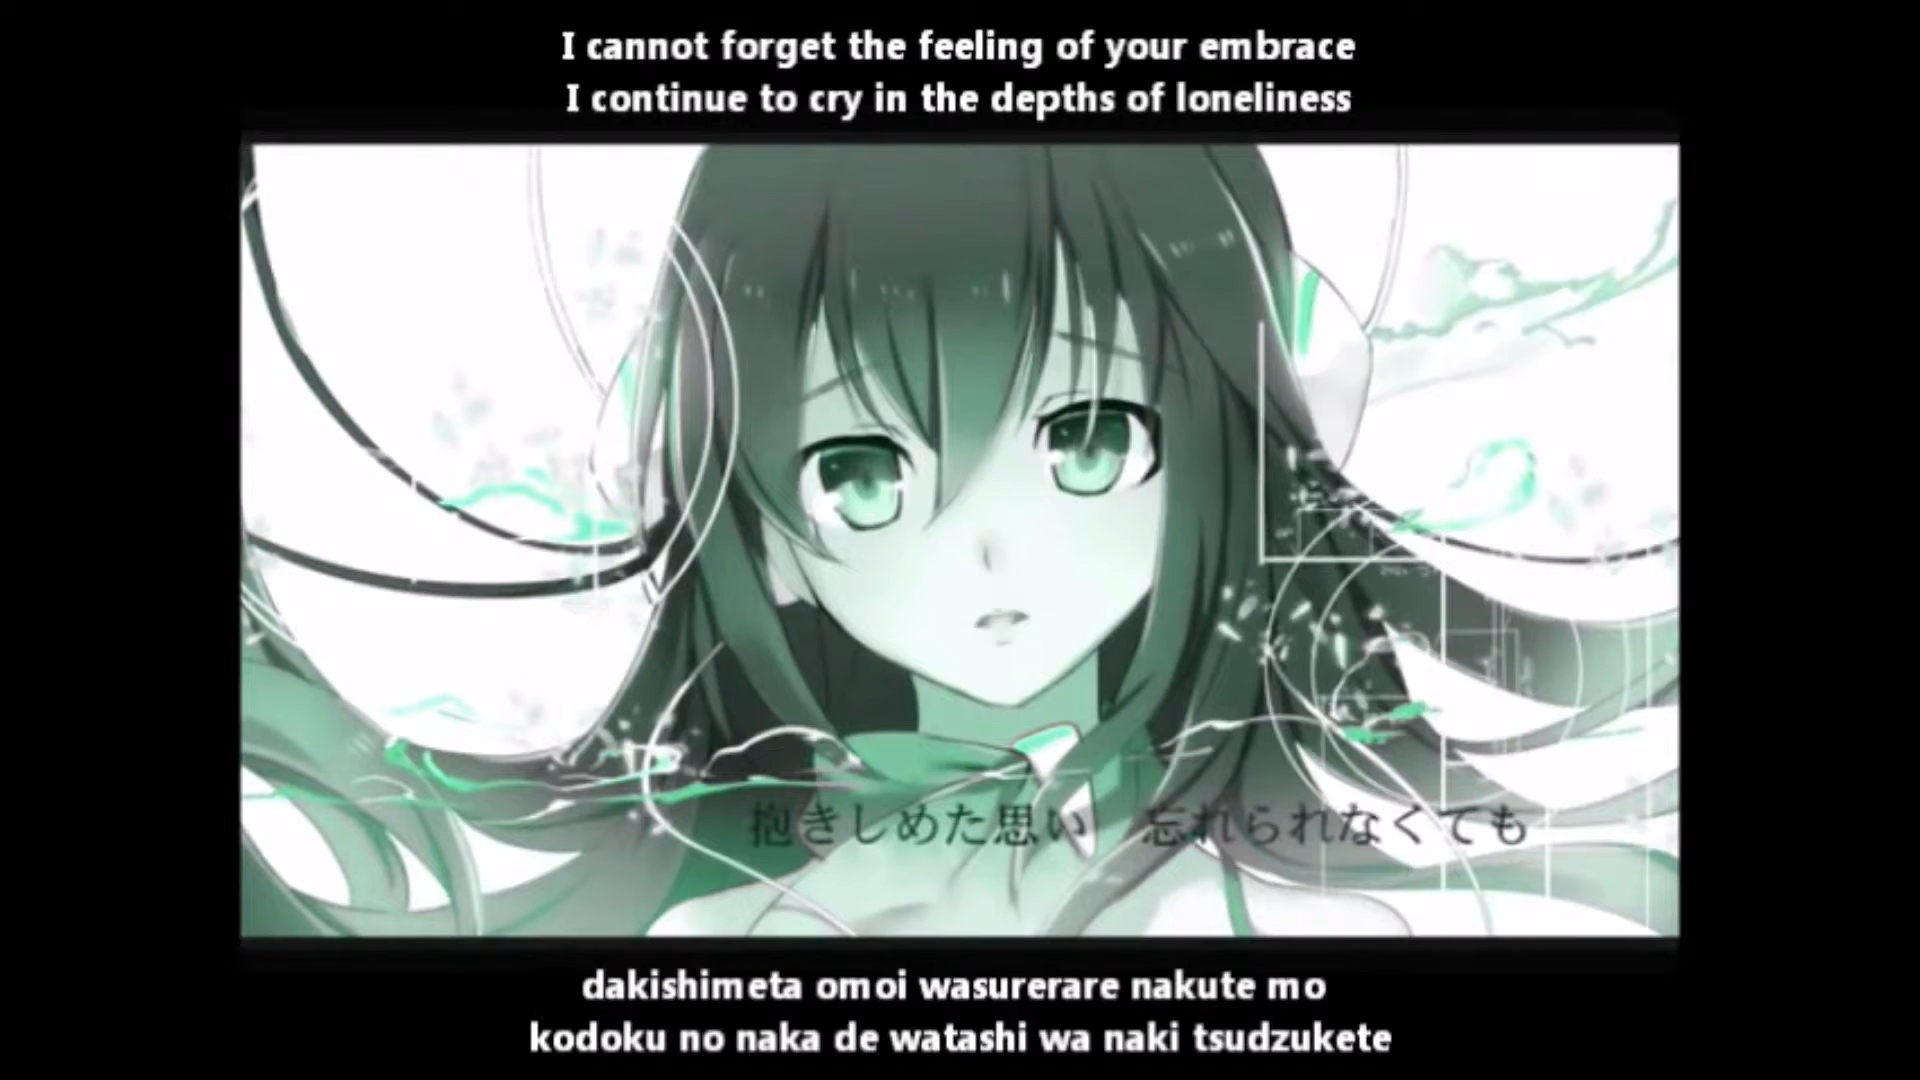 I cannot forget the feeling of your embrace
I continue to cry in the depths of loneliness
抱きしめた思い　忘れられなくても
dakishimeta omoi wasurerare nakute mo
kodoku no naka de watashi wa naki tsudzukete